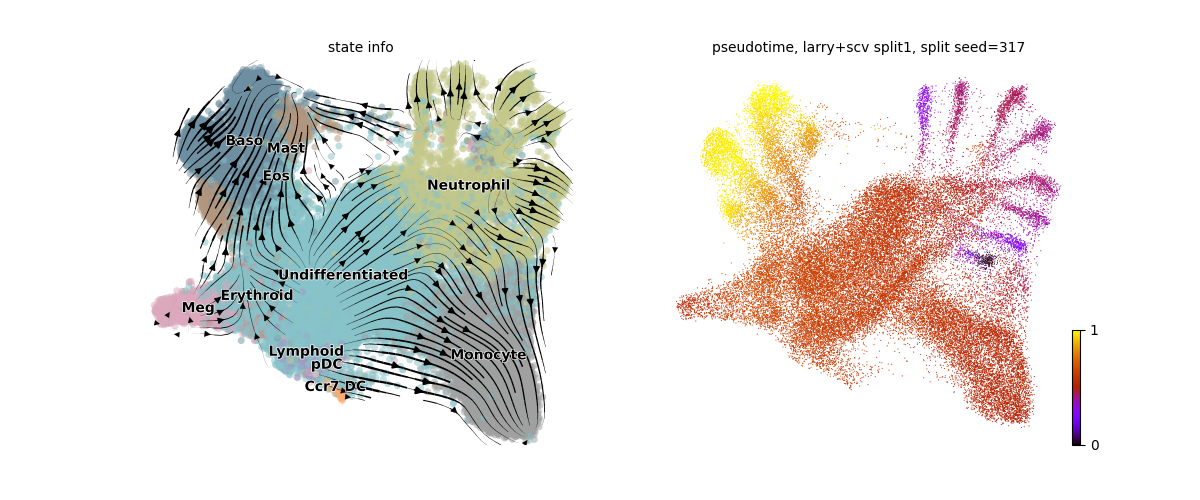 state info
Baso
Mast
Eos
Neutrophil
Undifferentiated
Erythroid
Meg
Lymphoid
pDC
Monocyte
Ccr7 DC
pseudotime, larry+scv split1, split seed=317
1
0